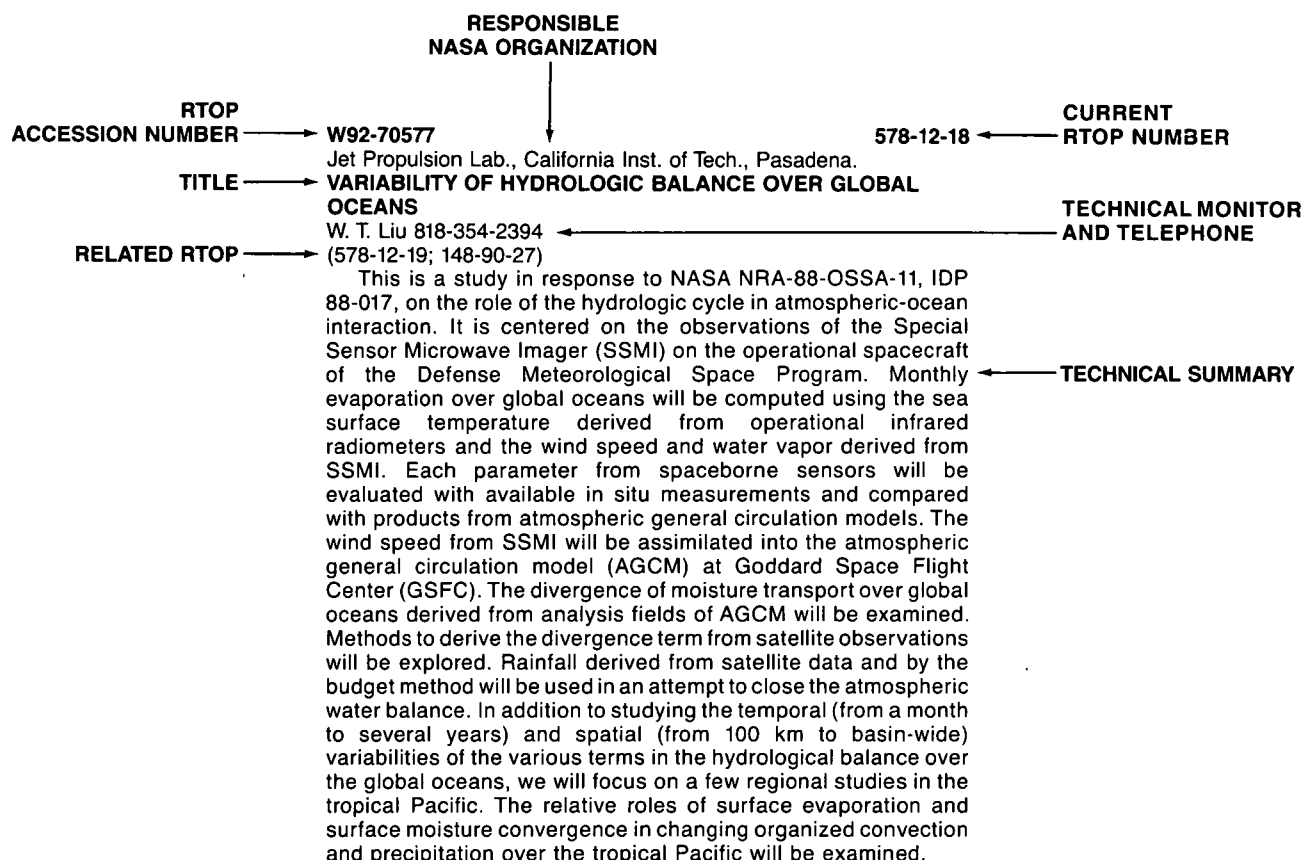 RESPONSIBLE
NASA ORGANIZATION
RTOP
ACCESSION NUMBER
W92-70577
578-12-18
CURRENT
RTOP NUMBER
Jet Propulsion Lab., California Inst. of Tech., Pasadena.
TITLE
VARIABILITY OF HYDROLOGIC BALANCE OVER GLOBAL
OCEANS
W. T. Liu 818-354-2394
TECHNICAL MONITOR
AND TELEPHONE
RELATED RTOP
(578-12-19; 148-90-27)
This is a study in response to NASA NRA-88-OSSA-11, IDP
88-017, on the role of the hydrologic cycle in atmospheric-ocean
interaction. It is centered on the observations of the Special
Sensor Microwave Imager (SSMI) on the operational spacecraft
of the Defense Meteorological Space Program. Monthly
TECHNICAL SUMMARY
evaporation over global oceans will be computed using the sea
surface temperature derived from operational infrared
radiometers and the wind speed and water vapor derived from
SSMI. Each parameter from spaceborne sensors will be
evaluated with available in situ measurements and compared
with products from atmospheric general circulation models. The
wind speed from SSMI will be assimilated into the atmospheric
general circulation model (AGCM) at Goddard Space Flight
Center (GSFC). The divergence of moisture transport over global
oceans derived from analysis fields of AGCM will be examined.
Methods to derive the divergence term from satellite observations
will be explored. Rainfall derived from satellite data and by the
budget method will be used in an attempt to close the atmospheric
water balance. In addition to studying the temporal (from a month
to several years) and spatial (from 100 km to basin-wide)
variabilities of the various terms in the hydrological balance over
the global oceans, we will focus on a few regional studies in the
tropical Pacific. The relative roles of surface evaporation and
surface moisture convergence in changing organized convection
and precipitation over the tropical Pacific will be examined.